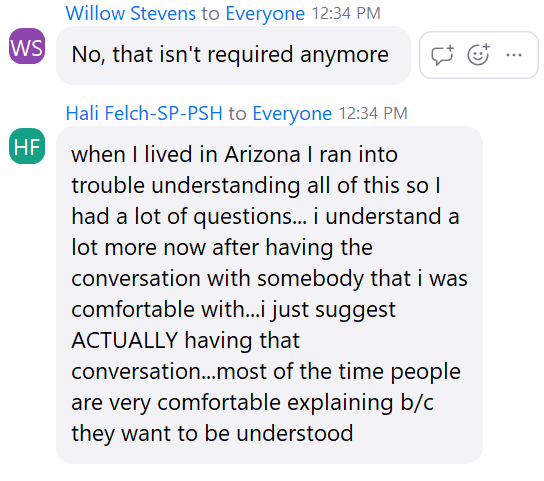 Willow Stevens to Everyone 12:34 PM
WS
No, that isn't required anymore
Hali Felch-SP-PSH to Everyone 12:34 PM
HF
when I lived in Arizona I ran into
trouble understanding all of this so I
had a lot of questions... i understand a
lot more now after having the
conversation with somebody that i was
comfortable with...i just suggest
ACTUALLY having that
conversation...most of the time people
are very comfortable explaining b/c
they want to be understood